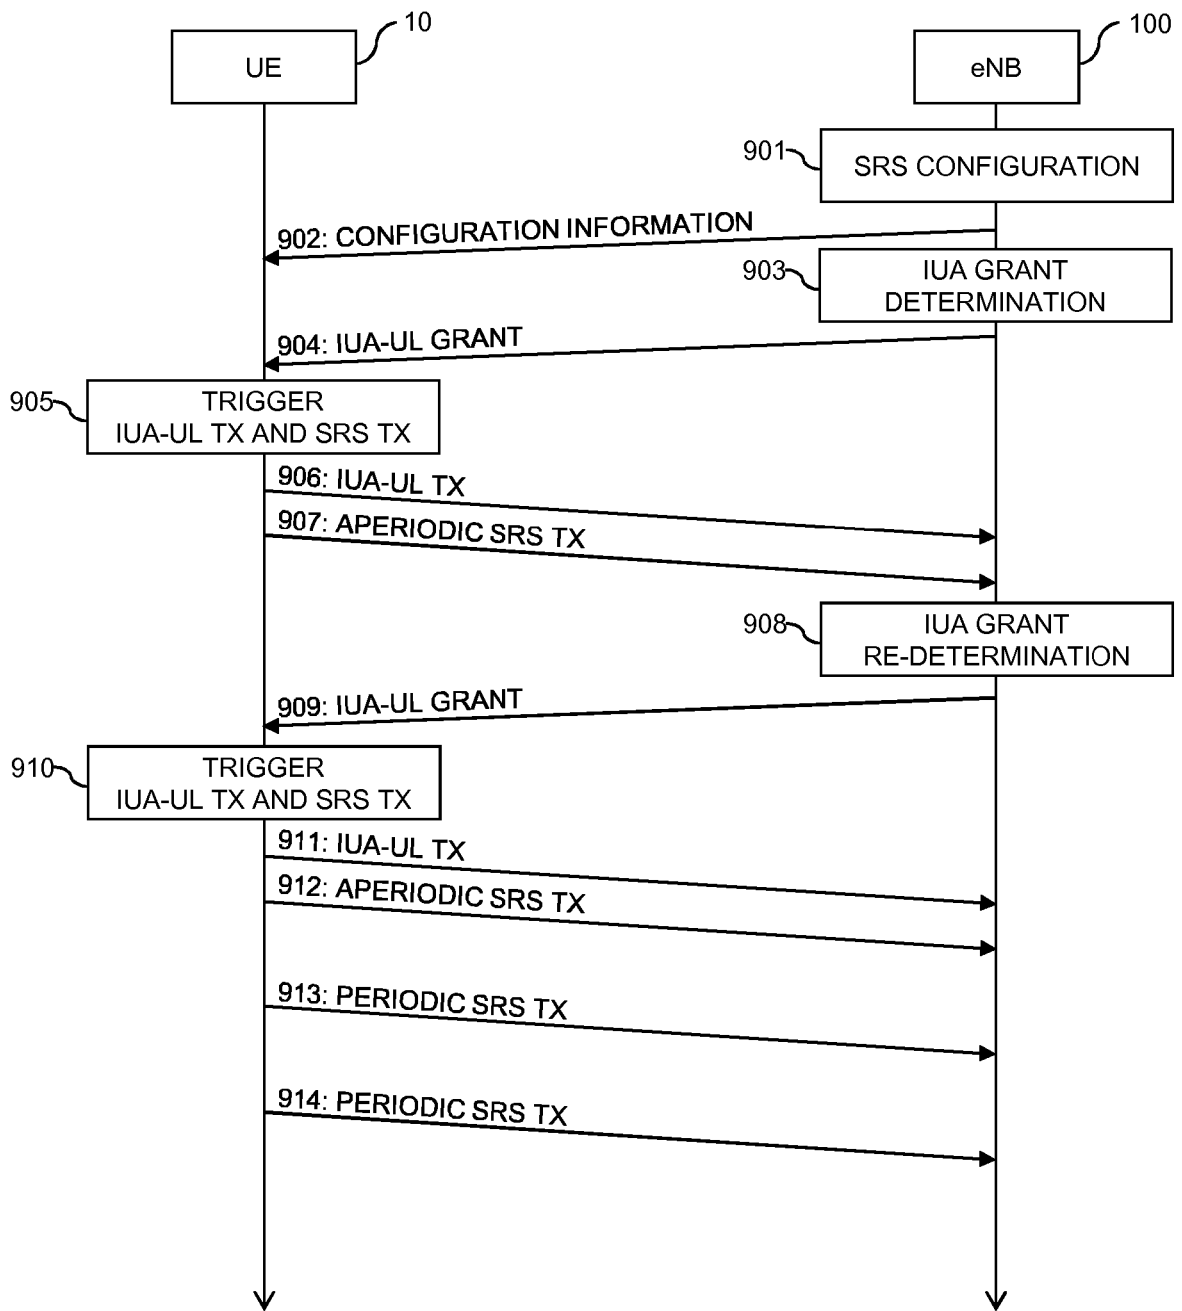 10
100
UE
eNB
901
SRS CONFIGURATION
902: CONFIGURATION INFORMATION
903
IUA GRANT
DETERMINATION
904: IUA-UL GRANT
905
TRIGGER
IUA-UL TX AND SRS TX
906: IUA-UL TX
907: APERIODIC SRS TX
908
IUA GRANT
RE-DETERMINATION
909: IUA-UL GRANT
910
TRIGGER
IUA-UL TX AND SRS TX
911: IUA-UL TX
912: APERIODIC SRS TX
913: PERIODIC SRS TX
914: PERIODIC SRS TX